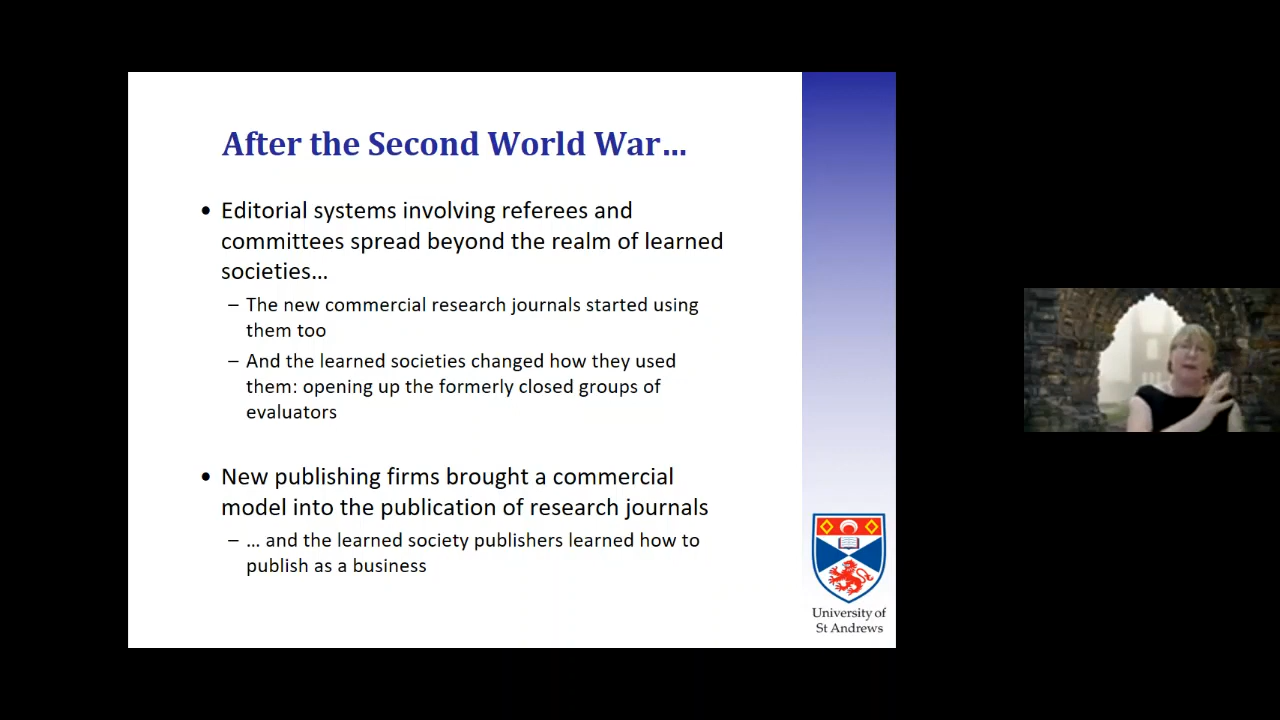 After the Second World War…
• Editorial systems involving referees and
committees spread beyond the realm of learned
societies…
– The new commercial research journals started using
them too
– And the learned societies changed how they used
them: opening up the formerly closed groups of
evaluators
• New publishing firms brought a commercial
model into the publication of research journals
– … and the learned society publishers learned how to
publish as a business
University of
St Andrews